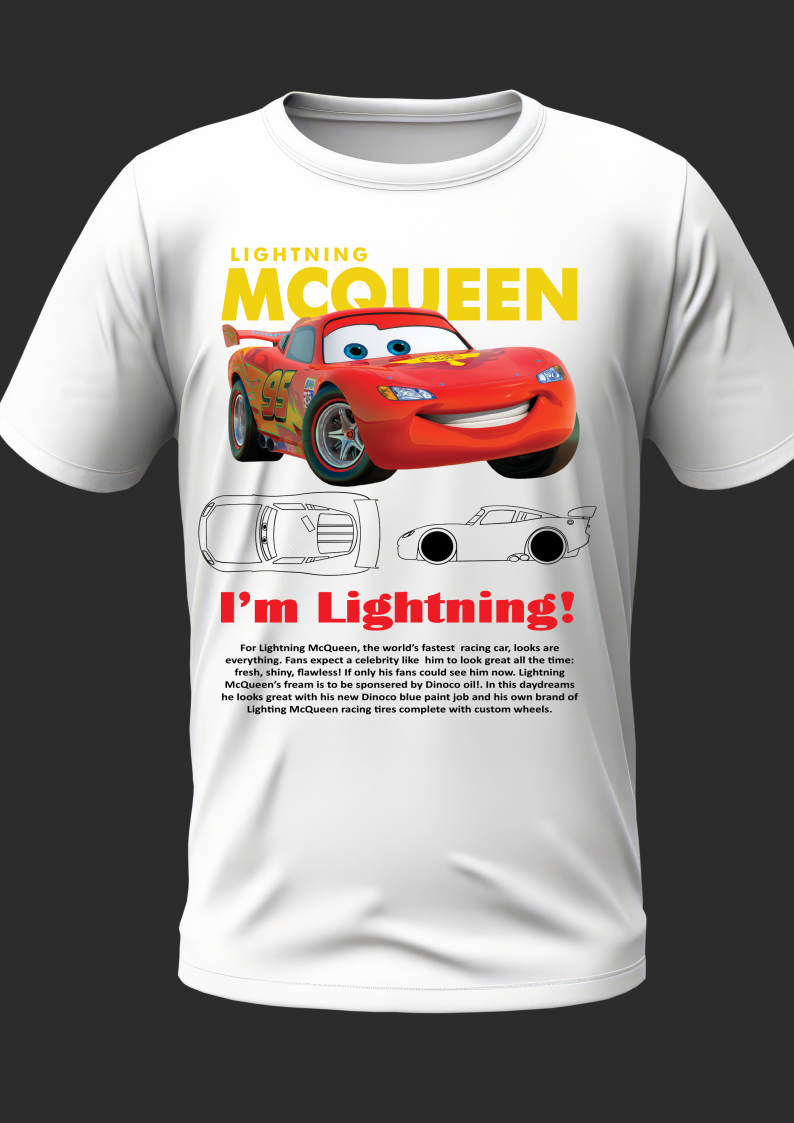 LIGHTNING
MCQUEEN
95
I'm Lightning!
For Lightning McQueen, the world's fastest  racing car, looks are
everything. Fans expect a celebrity like  him to look great all the time:
fresh, shiny, flawless! If only his fans could see him now. Lightning
McQueen's fream is to be sponsered by Dinoco oil!. In this daydreams
he looks great with his new Dinoco blue paint job and his own brand of
Lighting McQueen racing tires complete with custom wheels.